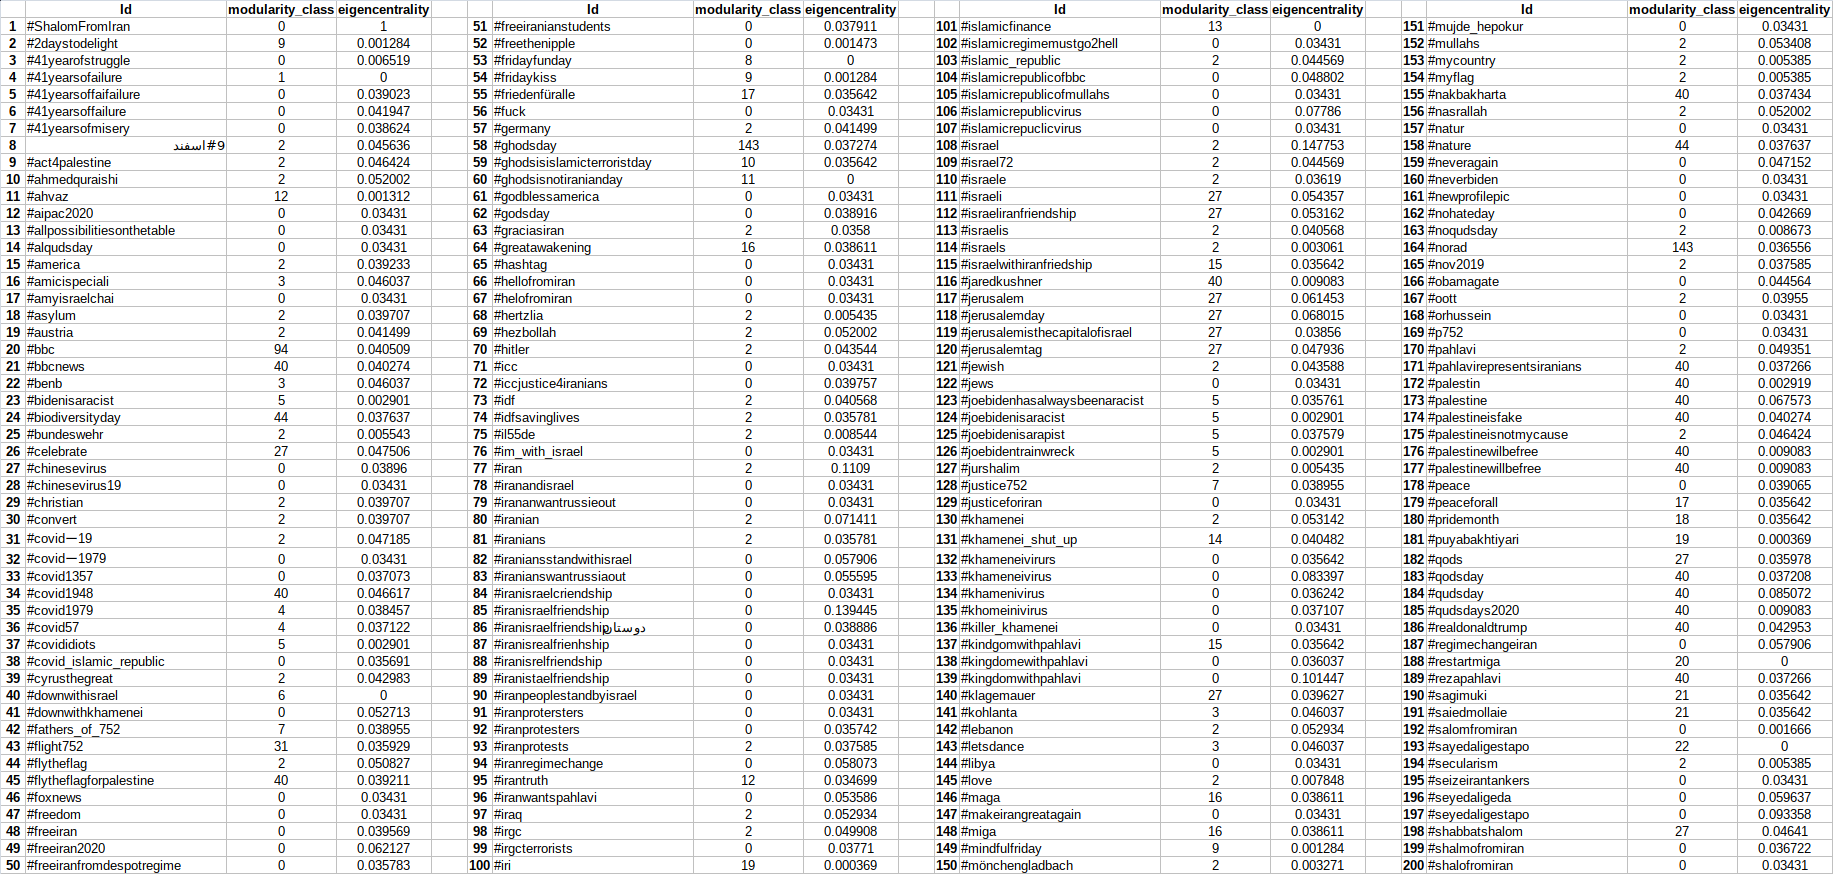 Id modularity_class eigencentrality
1 #ShalomFromIran 0 1
2 #2daystodelight 9 0.001284
3 #41yearofstruggle 0 0.006519
4 #41yearsofailure 1 0
5 #41yearsoffaifailure 0 0.039023
6 #41yearsoffailure 0 0.041947
7 #41yearsofmisery 0 0.038624
8 #9اسفند 2 0.045636
9 #act4palestine 2 0.046424
10 #ahmedquraishi 2 0.052002
11 #ahvaz 12 0.001312
12 #aipac2020 0 0.03431
13 #allpossibilitiesonthetable 0 0.03431
14 #alqudsday 0 0.03431
15 #america 2 0.039233
16 #amicispeciali 3 0.046037
17 #amyisraelchai 0 0.03431
18 #asylum 2 0.039707
19 #austria 2 0.041499
20 #bbc 94 0.040509
21 #bbcnews 40 0.040274
22 #benb 3 0.046037
23 #bidenisaracist 5 0.002901
24 #biodiversityday 44 0.037637
25 #bundeswehr 2 0.005543
26 #celebrate 27 0.047506
27 #chinesevirus 0 0.03896
28 #chinesevirus19 0 0.03431
29 #christian 2 0.039707
30 #convert 2 0.039707
31 #covidー19 2 0.047185
32 #covidー1979 0 0.03431
33 #covid1357 0 0.037073
34 #covid1948 40 0.046617
35 #covid1979 4 0.038457
36 #covid57 4 0.037122
37 #covididiots 5 0.002901
38 #covid_islamic_republic 0 0.035691
39 #cyrusthegreat 2 0.042983
40 #downwithisrael 6 0
41 #downwithkhamenei 0 0.052713
42 #fathers_of_752 7 0.038955
43 #flight752 31 0.035929
44 #flytheflag 2 0.050827
45 #flytheflagforpalestine 40 0.039211
46 #foxnews 0 0.03431
47 #freedom 0 0.03431
48 #freeiran 0 0.039569
49 #freeiran2020 0 0.062127
50 #freeiranfromdespotregime 0 0.035783
Id modularity_class eigencentrality
51 #freeiranianstudents 0 0.037911
52 #freethenipple 0 0.001473
53 #fridayfunday 8 0
54 #fridaykiss 9 0.001284
55 #friedenfüralle 17 0.035642
56 #fuck 0 0.03431
57 #germany 2 0.041499
58 #ghodsday 143 0.037274
59 #ghodsisislamicterroristday 10 0.035642
60 #ghodsisnotiranianday 11 0
61 #godblessamerica 0 0.03431
62 #godsday 0 0.038916
63 #graciasiran 2 0.0358
64 #greatawakening 16 0.038611
65 #hashtag 0 0.03431
66 #hellofromiran 0 0.03431
67 #helofromiran 0 0.03431
68 #hertzlia 2 0.005435
69 #hezbollah 2 0.052002
70 #hitler 2 0.043544
71 #icc 0 0.03431
72 #iccjustice4iranians 0 0.039757
73 #idf 2 0.040568
74 #idfsavinglives 2 0.035781
75 #il55de 2 0.008544
76 #im_with_israel 0 0.03431
77 #iran 2 0.1109
78 #iranandisrael 0 0.03431
79 #irananwantrussieout 0 0.03431
80 #iranian 2 0.071411
81 #iranians 2 0.035781
82 #iraniansstandwithisrael 0 0.057906
83 #iranianswantrussiaout 0 0.055595
84 #iranisraelcriendship 0 0.03431
85 #iranisraelfriendship 0 0.139445
86 #iranisraelfriendshipدوستان 0 0.038886
87 #iranisrealfrienhship 0 0.03431
88 #iranisrelfriendship 0 0.03431
89 #iranistaelfriendship 0 0.03431
90 #iranpeoplestandbyisrael 0 0.03431
91 #iranprotersters 0 0.03431
92 #iranprotesters 0 0.035742
93 #iranprotests 2 0.037585
94 #iranregimechange 0 0.058073
95 #irantruth 12 0.034699
96 #iranwantspahlavi 0 0.053586
97 #iraq 2 0.052934
98 #irgc 2 0.049908
99 #irgcterrorists 0 0.03771
100 #iri 19 0.000369
Id modularity_class eigencentrality
101 #islamicfinance 13 0
102 #islamicregimemustgo2hell 0 0.03431
103 #islamic_republic 2 0.044569
104 #islamicrepublicofbbc 0 0.048802
105 #islamicrepublicofmullahs 0 0.03431
106 #islamicrepublicvirus 0 0.07786
107 #islamicrepuclicvirus 0 0.03431
108 #israel 2 0.147753
109 #israel72 2 0.044569
110 #israele 2 0.03619
111 #israeli 27 0.054357
112 #israeliranfriendship 27 0.053162
113 #israelis 2 0.040568
114 #israels 2 0.003061
115 #israelwithiranfriedship 15 0.035642
116 #jaredkushner 40 0.009083
117 #jerusalem 27 0.061453
118 #jerusalemday 27 0.068015
119 #jerusalemisthecapitalofisrael 27 0.03856
120 #jerusalemtag 27 0.047936
121 #jewish 2 0.043588
122 #jews 0 0.03431
123 #joebidenhasalwaysbeenaracist 5 0.035761
124 #joebidenisaracist 5 0.002901
125 #joebidenisarapist 5 0.037579
126 #joebidentrainwreck 5 0.002901
127 #jurshalim 2 0.005435
128 #justice752 7 0.038955
129 #justiceforiran 0 0.03431
130 #khamenei 2 0.053142
131 #khamenei_shut_up 14 0.040482
132 #khameneivirurs 0 0.035642
133 #khameneivirus 0 0.083397
134 #khamenivirus 0 0.036242
135 #khomeinivirus 0 0.037107
136 #killer_khamenei 0 0.03431
137 #kindgomwithpahlavi 15 0.035642
138 #kingdomewithpahlavi 0 0.036037
139 #kingdomwithpahlavi 0 0.101447
140 #klagemauer 27 0.039627
141 #kohlanta 3 0.046037
142 #lebanon 2 0.052934
143 #letsdance 3 0.046037
144 #libya 0 0.03431
145 #love 2 0.007848
146 #maga 16 0.038611
147 #makeirangreatagain 0 0.03431
148 #miga 16 0.038611
149 #mindfulfriday 9 0.001284
150 #mönchengladbach 2 0.003271
Id modularity_class eigencentrality
151 #mujde_hepokur 0 0.03431
152 #mullahs 2 0.053408
153 #mycountry 2 0.005385
154 #myflag 2 0.005385
155 #nakbakharta 40 0.037434
156 #nasrallah 2 0.052002
157 #natur 0 0.03431
158 #nature 44 0.037637
159 #neveragain 0 0.047152
160 #neverbiden 0 0.03431
161 #newprofilepic 0 0.03431
162 #nohateday 0 0.042669
163 #noqudsday 2 0.008673
164 #norad 143 0.036556
165 #nov2019 2 0.037585
166 #obamagate 0 0.044564
167 #oott 2 0.03955
168 #orhussein 0 0.03431
169 #p752 0 0.03431
170 #pahlavi 2 0.049351
171 #pahlavirepresentsiranians 40 0.037266
172 #palestin 40 0.002919
173 #palestine 40 0.067573
174 #palestineisfake 40 0.040274
175 #palestineisnotmycause 2 0.046424
176 #palestinewilbefree 40 0.009083
177 #palestinewillbefree 40 0.009083
178 #peace 0 0.039065
179 #peaceforall 17 0.035642
180 #pridemonth 18 0.035642
181 #puyabakhtiyari 19 0.000369
182 #qods 27 0.035978
183 #qodsday 40 0.037208
184 #qudsday 40 0.085072
185 #qudsdays2020 40 0.009083
186 #realdonaldtrump 40 0.042953
187 #regimechangeiran 0 0.057906
188 #restartmiga 20 0
189 #rezapahlavi 40 0.037266
190 #sagimuki 21 0.035642
191 #saiedmollaie 21 0.035642
192 #salomfromiran 0 0.001666
193 #sayedaligestapo 22 0
194 #secularism 2 0.005385
195 #seizeirantankers 0 0.03431
196 #seyedaligeda 0 0.059637
197 #seyedaligestapo 0 0.093358
198 #shabbatshalom 27 0.04641
199 #shalmofromiran 0 0.036722
200 #shalofromiran 0 0.03431